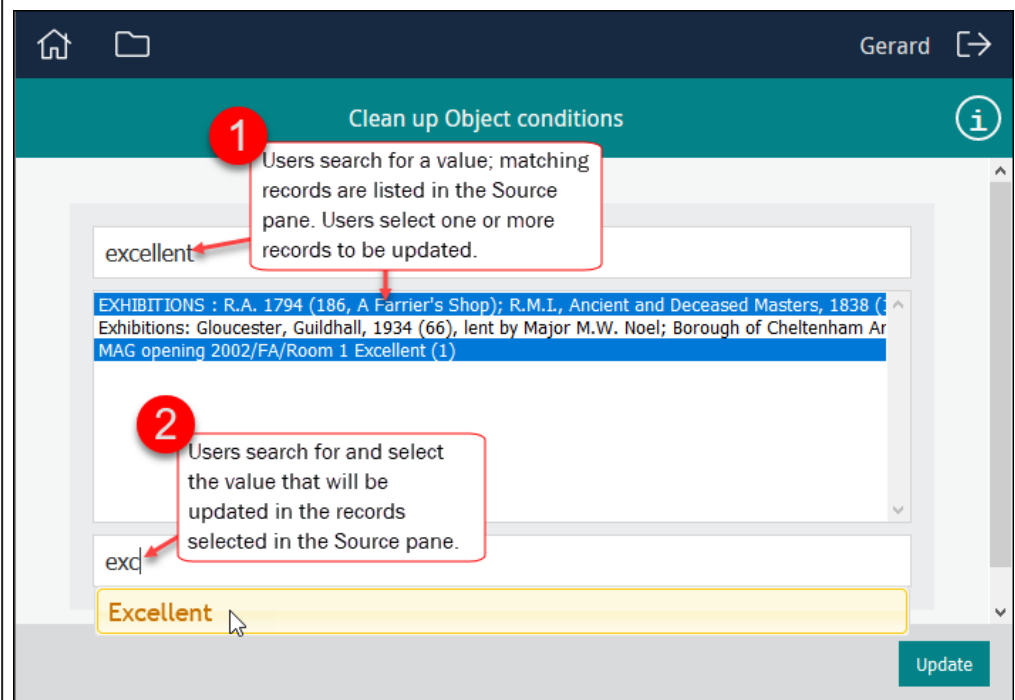 Gerard
Clean up Object conditions
i
1
Users search for a value; matching
records are listed in the Source
pane. Users select one or more
records to be updated.
excellent
EXHIBITIONS : R.A. 1794 (186, A Farrier's Shop); R.M.I., Ancient and Deceased Masters, 1838 (
Exhibitions: Gloucester, Guildhall, 1934 (66), lent by Major M.W. Noel; Borough of Cheltenham Ar
MAG opening 2002/FA/Room 1 Excellent (1)
2
Users search for and select
the value that will be
updated in the records
selected in the Source pane.
exc
Excellent
Update